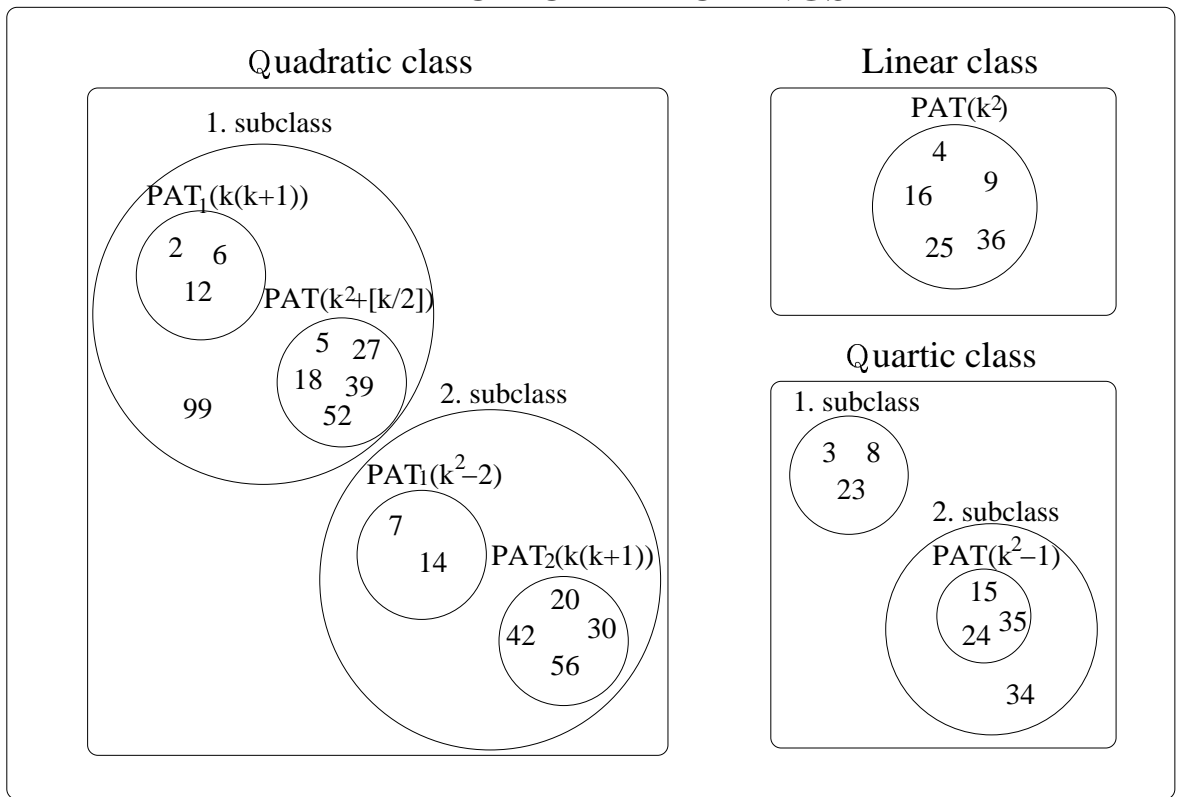 Quadratic class
1. subclass
PAT₁(k(k+1))
2 6
12
PAT(k²+[k/2])
5 27
18 39
52
99
2. subclass
PAT₁(k²–2)
7
14
PAT₂(k(k+1))
20
42 30
56
Linear class
PAT(k²)
4
16 9
25 36
Quartic class
1. subclass
3 8
23
2. subclass
PAT(k²–1)
15
24 35
34